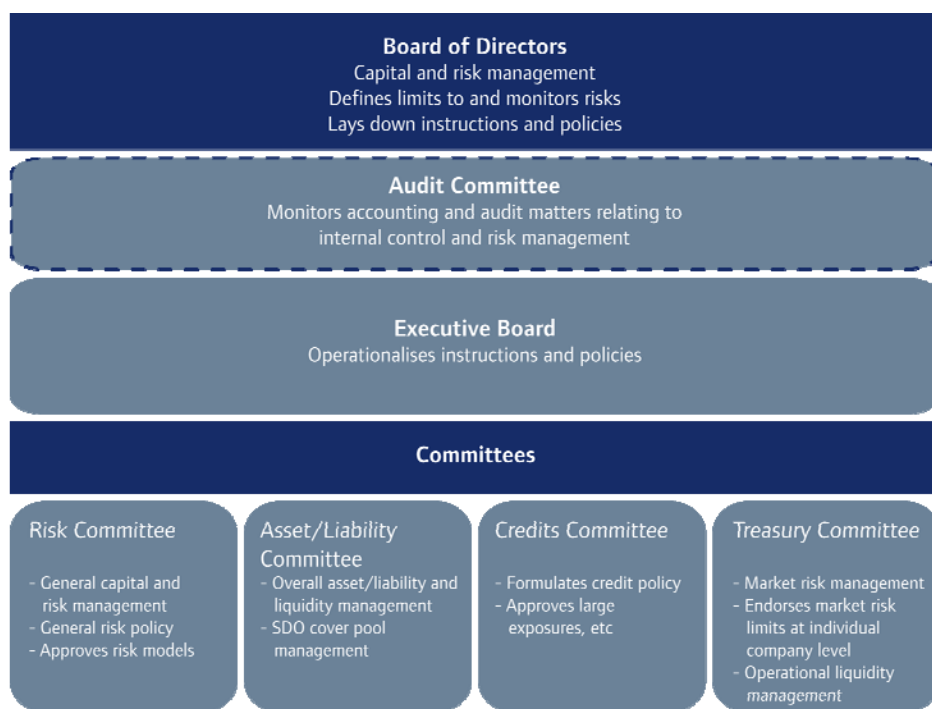 Board of Directors
Capital and risk management
Defines limits to and monitors risks
Lays down instructions and policies
Audit Committee
Monitors accounting and audit matters relating to
internal control and risk management
Executive Board
Operationalises instructions and policies
Committees
Risk Committee
- General capital and
risk management
- General risk policy
- Approves risk models
Asset/Liability
Committee
- Overall asset/liability and
liquidity management
- SDO cover pool
management
Credits Committee
- Formulates credit policy
- Approves large
exposures, etc
Treasury Committee
- Market risk management
- Endorses market risk
limits at individual
company level
- Operational liquidity
management